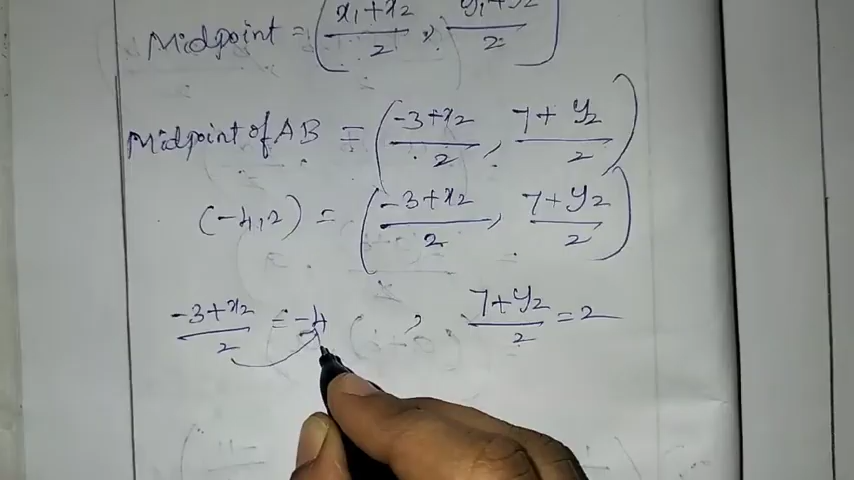 Midpoint = (x₁+x₂/2, y₁+y₂/2)
Midpoint of AB = (-3+x₂/2, 7+y₂/2)
(-4,2) = (-3+x₂/2, 7+y₂/2)
-3+x₂/2 = -4 , 7+y₂/2 = 2